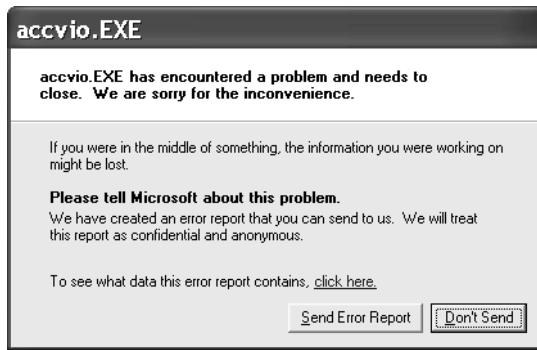 accvio.EXE
accvio.EXE has encountered a problem and needs to
close.  We are sorry for the inconvenience.
If you were in the middle of something, the information you were working on
might be lost.
Please tell Microsoft about this problem.
We have created an error report that you can send to us.  We will treat
this report as confidential and anonymous.
To see what data this error report contains, click here.
Send Error Report
Don't Send